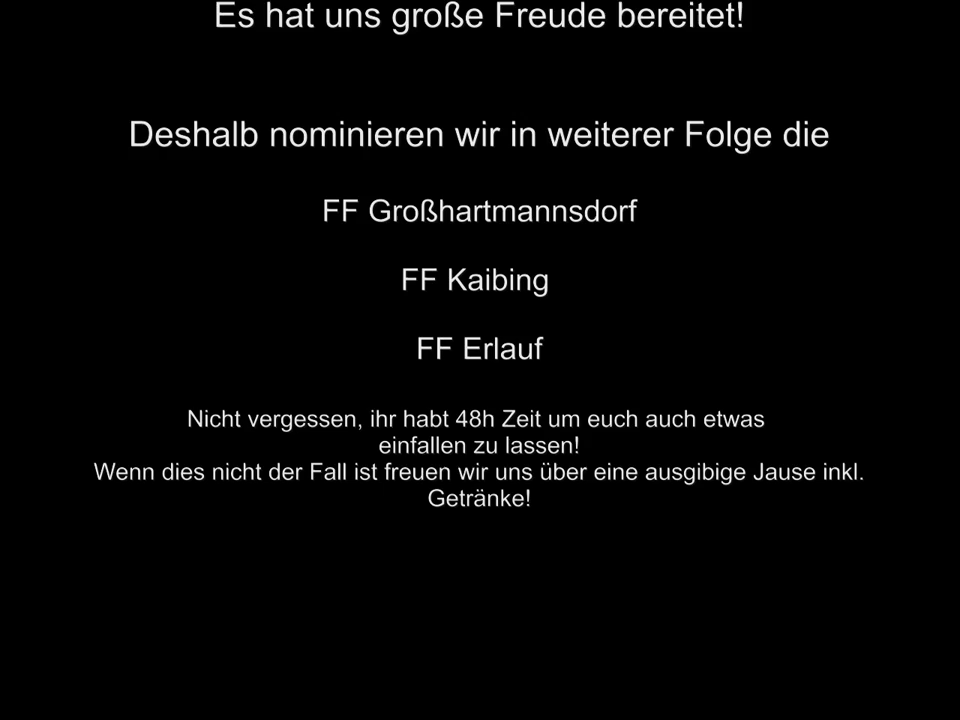 Es hat uns große Freude bereitet!
Deshalb nominieren wir in weiterer Folge die
FF Großhartmannsdorf
FF Kaibing
FF Erlauf
Nicht vergessen, ihr habt 48h Zeit um euch auch etwas
einfallen zu lassen!
Wenn dies nicht der Fall ist freuen wir uns über eine ausgibige Jause inkl.
Getränke!